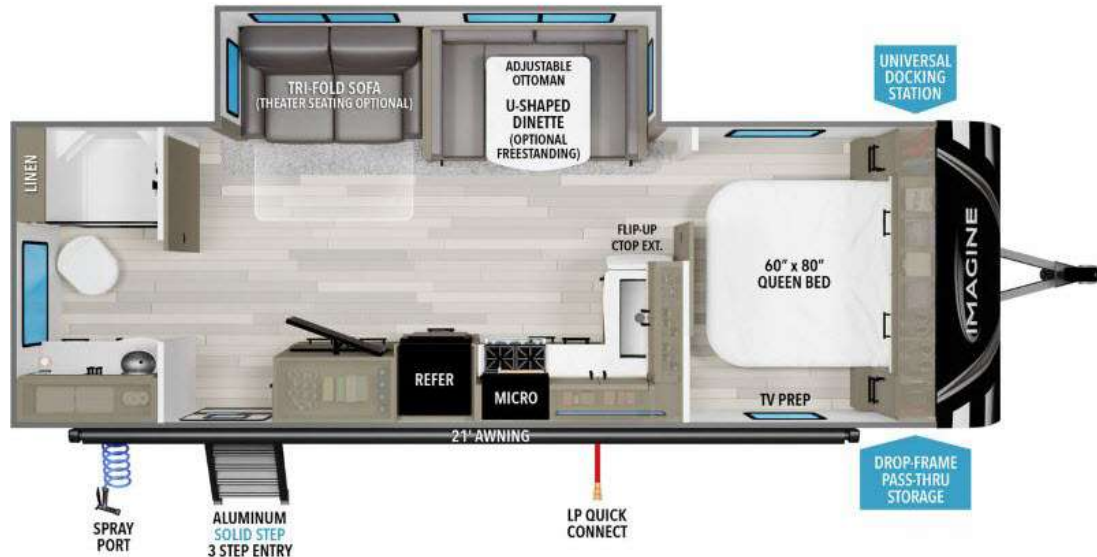 TRI-FOLD SOFA
(THEATER SEATING OPTIONAL)
ADJUSTABLE
OTTOMAN
U-SHAPED
DINETTE
(OPTIONAL
FREESTANDING)
UNIVERSAL
DOCKING
STATION
LINEN
FLIP-UP
CTOP EXT.
60" x 80"
QUEEN BED
IMAGINE
REFER
MICRO
TV PREP
21' AWNING
SPRAY
PORT
ALUMINUM
SOLID STEP
3 STEP ENTRY
LP QUICK
CONNECT
DROP-FRAME
PASS-THRU
STORAGE